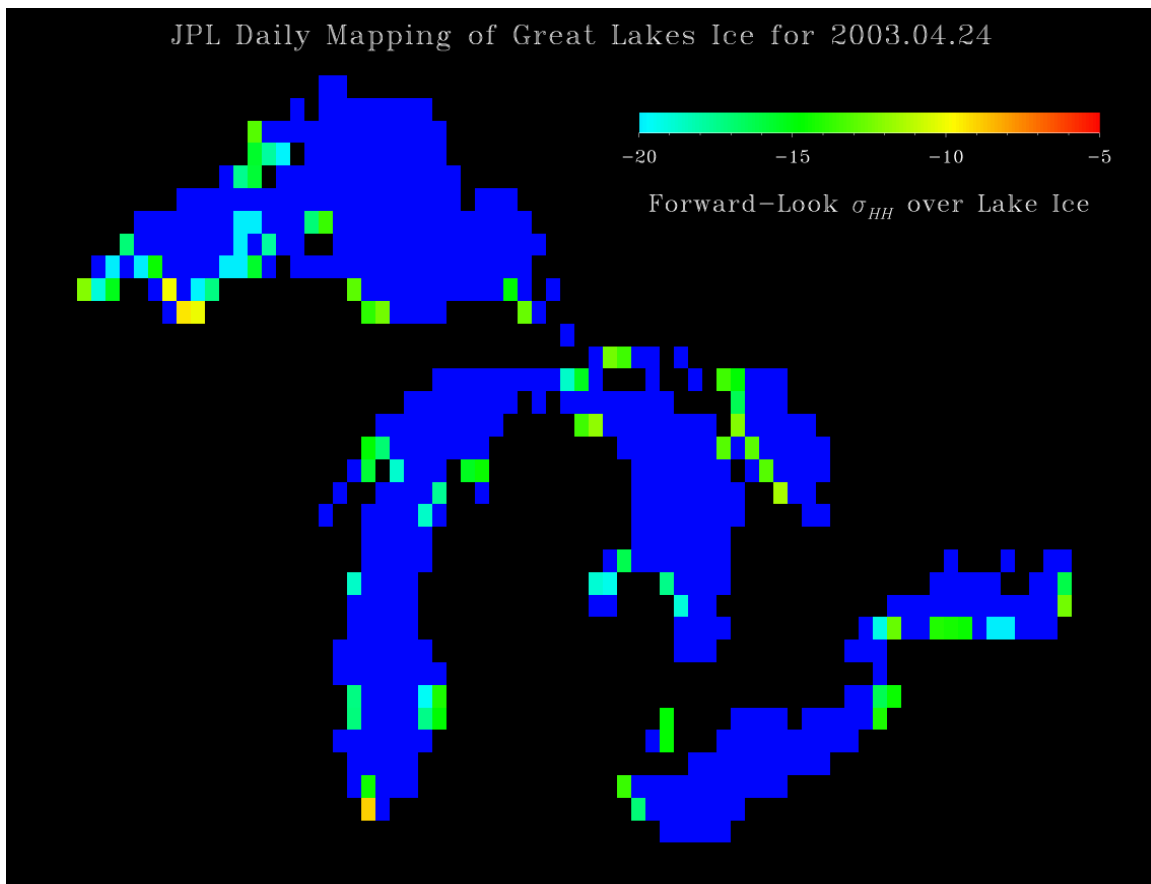 JPL Daily Mapping of Great Lakes Ice for 2003.04.24
-20 -15 -10 -5
Forward-Look σHH over Lake Ice